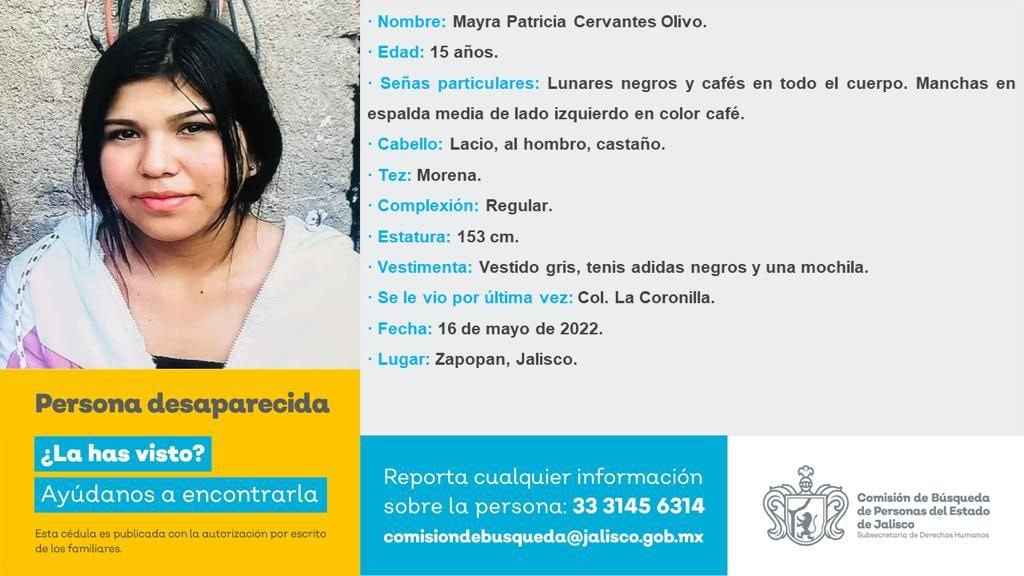 · Nombre: Mayra Patricia Cervantes Olivo.
· Edad: 15 años.
· Señas particulares: Lunares negros y cafés en todo el cuerpo. Manchas en
espalda media de lado izquierdo en color café.
· Cabello: Lacio, al hombro, castaño.
· Tez: Morena.
· Complexión: Regular.
· Estatura: 153 cm.
· Vestimenta: Vestido gris, tenis adidas negros y una mochila.
· Se le vio por última vez: Col. La Coronilla.
· Fecha: 16 de mayo de 2022.
· Lugar: Zapopan, Jalisco.
Persona desaparecida
¿La has visto?
Ayúdanos a encontrarla
Esta cédula es publicada con la autorización por escrito
de los familiares.
Reporta cualquier información
sobre la persona: 33 3145 6314
comisiondebusqueda@jalisco.gob.mx
Comisión de Búsqueda
de Personas del Estado
de Jalisco
Subsecretaría de Derechos Humanos